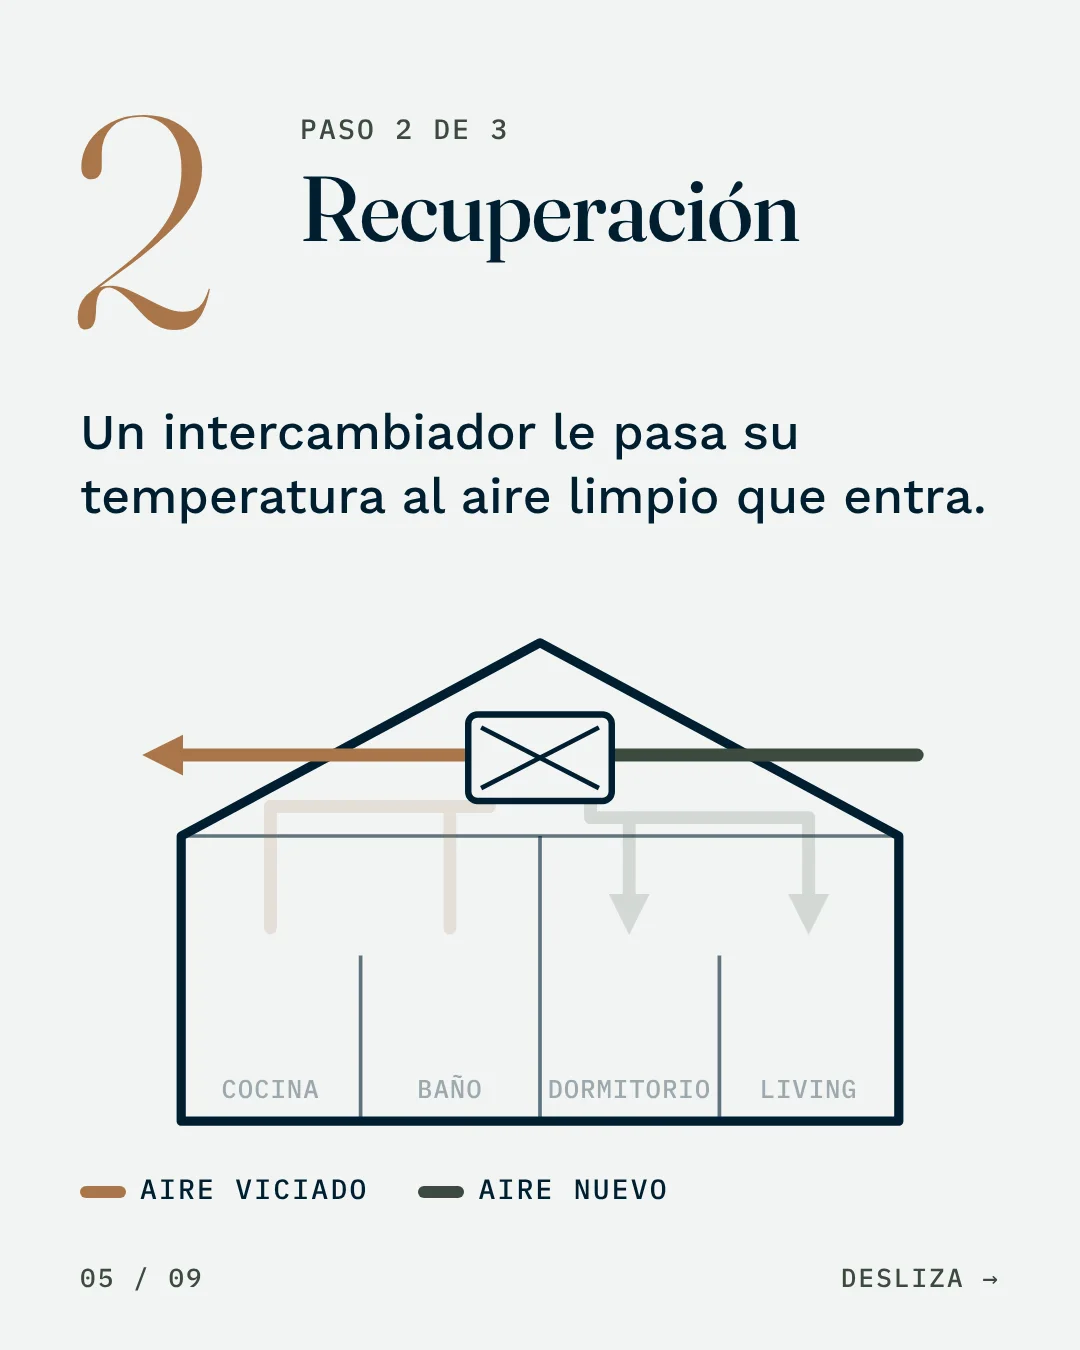 2
PASO 2 DE 3
Recuperación
Un intercambiador le pasa su
temperatura al aire limpio que entra.
COCINA BAÑO DORMITORIO LIVING
AIRE VICIADO AIRE NUEVO
05 / 09 DESLIZA →